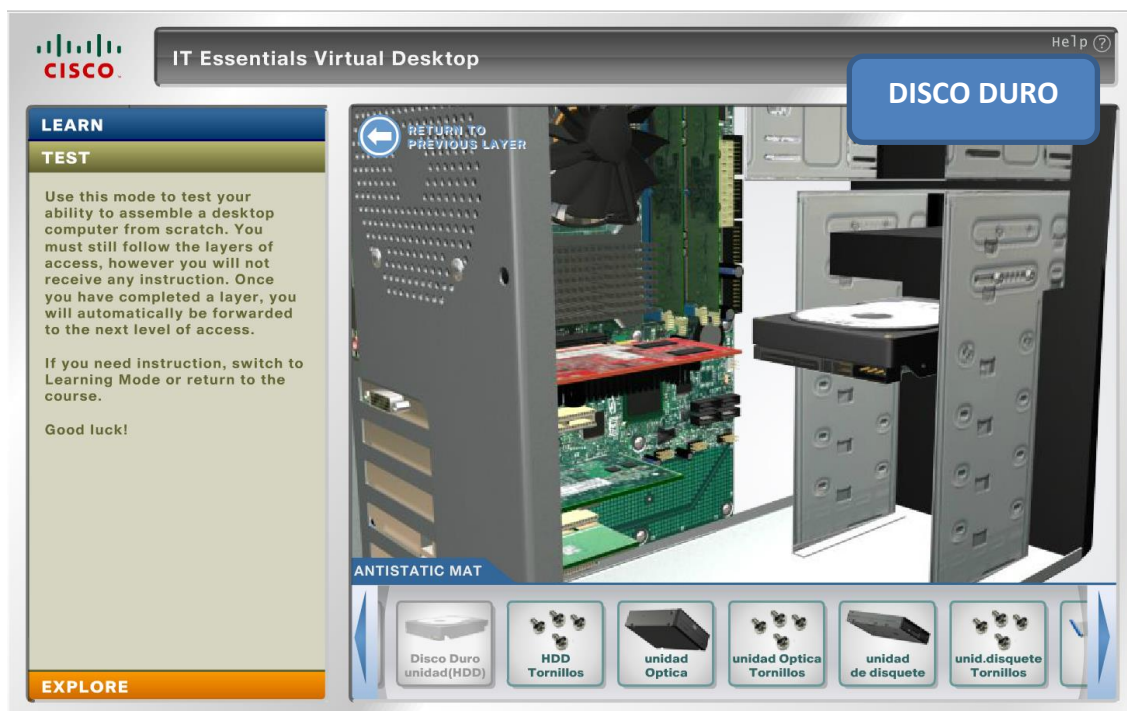 CISCO
IT Essentials Virtual Desktop
Help ?
DISCO DURO
LEARN
TEST
Use this mode to test your
ability to assemble a desktop
computer from scratch. You
must still follow the layers of
access, however you will not
receive any instruction. Once
you have completed a layer, you
will automatically be forwarded
to the next level of access.
If you need instruction, switch to
Learning Mode or return to the
course.
Good luck!
EXPLORE
RETURN TO
PREVIOUS LAYER
ANTISTATIC MAT
Disco Duro
unidad(HDD)
HDD
Tornillos
unidad
Optica
unidad Optica
Tornillos
unidad
de disquete
unid.disquete
Tornillos